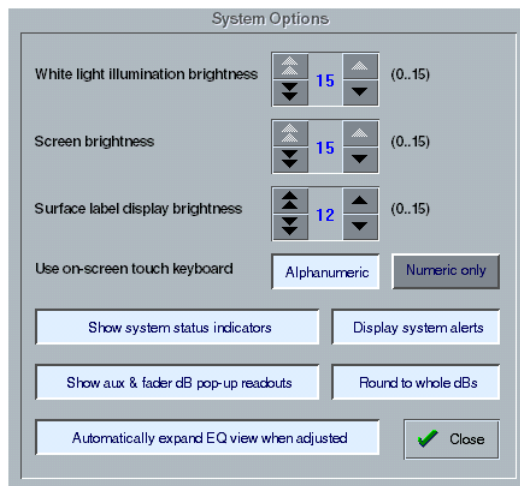 System Options
White light illumination brightness 15 (0..15)
Screen brightness 15 (0..15)
Surface label display brightness 12 (0..15)
Use on-screen touch keyboard Alphanumeric Numeric only
Show system status indicators Display system alerts
Show aux & fader dB pop-up readouts Round to whole dBs
Automatically expand EQ view when adjusted Close